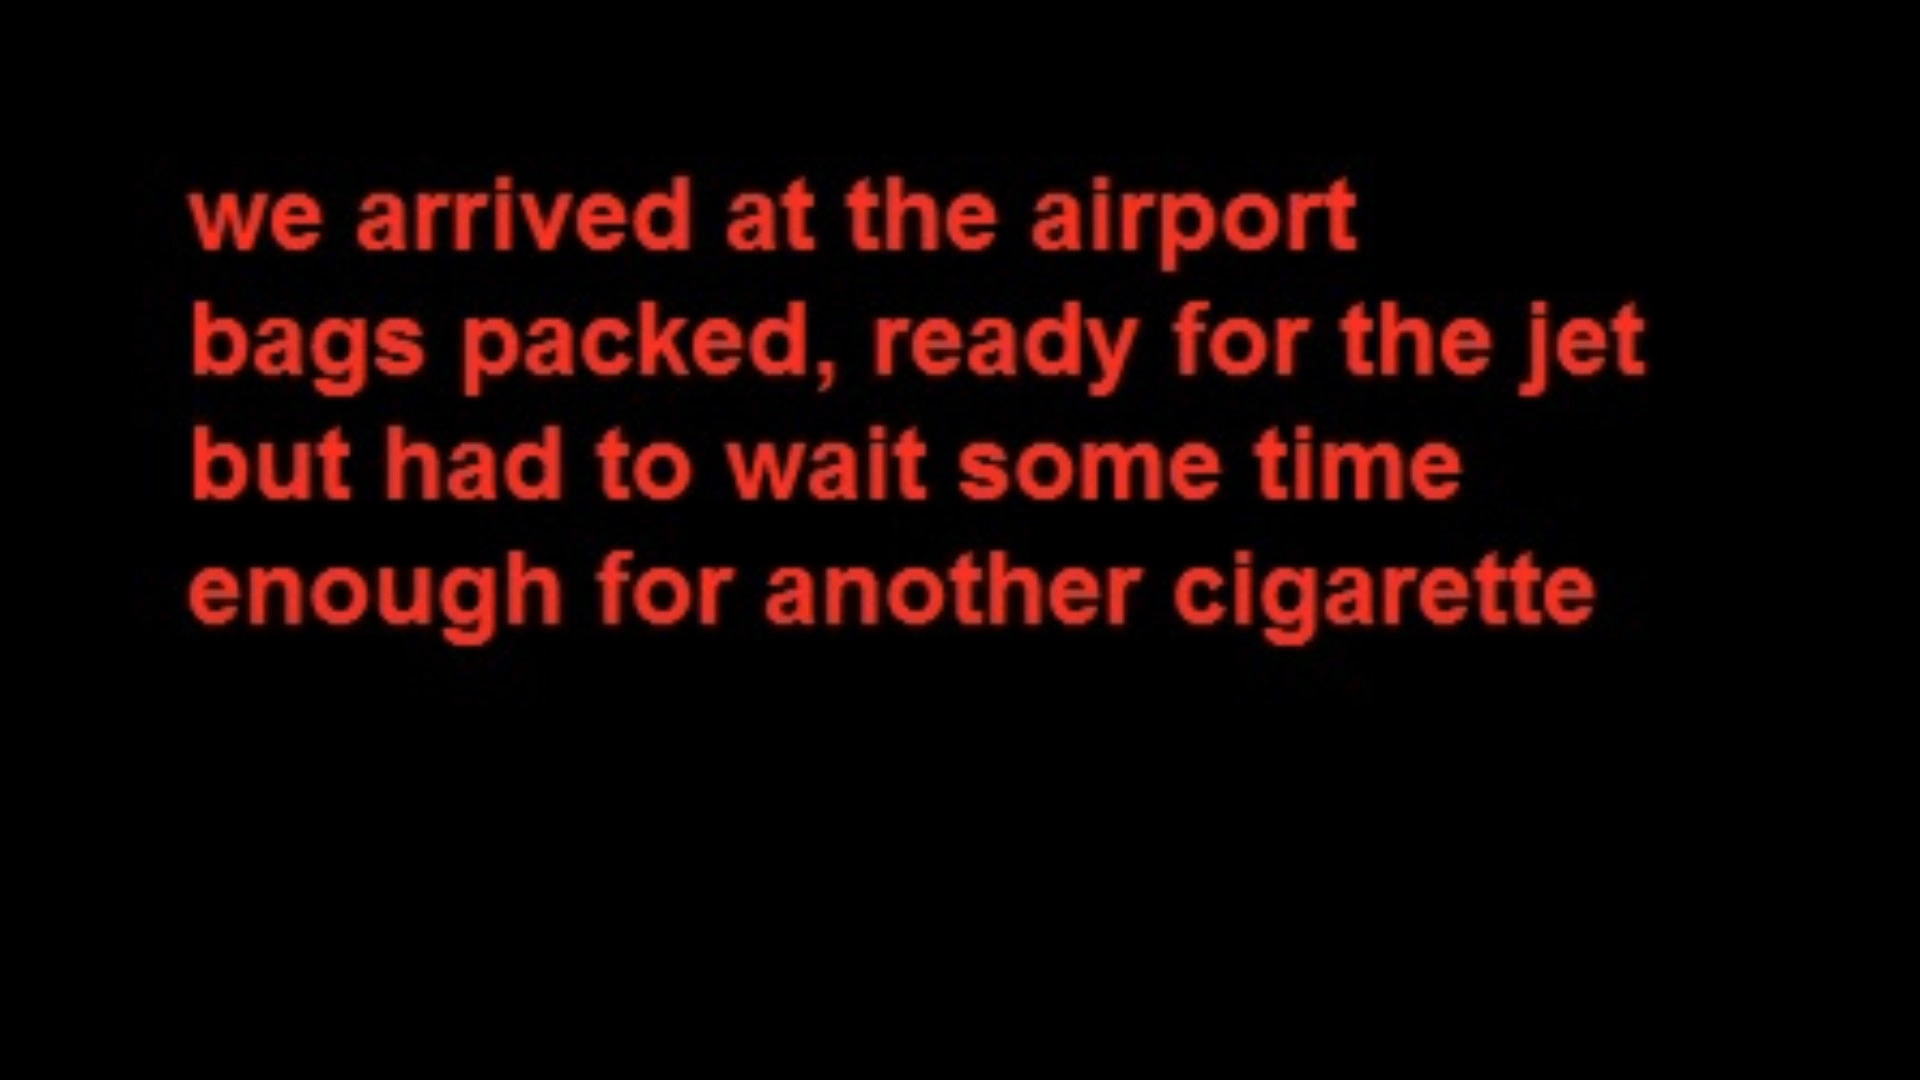 we arrived at the airport
bags packed, ready for the jet
but had to wait some time
enough for another cigarette